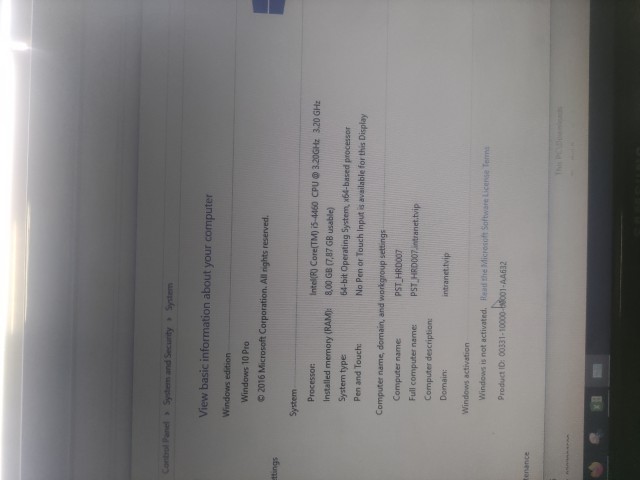 Control Panel > System and Security > System
View basic information about your computer
Windows edition
Windows 10 Pro
© 2016 Microsoft Corporation. All rights reserved.
System
Processor: Intel(R) Core(TM) i5-4460 CPU @ 3.20GHz 3.20 GHz
Installed memory (RAM): 8,00 GB (7,87 GB usable)
System type: 64-bit Operating System, x64-based processor
Pen and Touch: No Pen or Touch Input is available for this Display
Computer name, domain, and workgroup settings
Computer name: PST_HRD007
Full computer name: PST_HRD007.intranet.bvip
Computer description:
Domain: intranet.bvip
Windows activation
Windows is not activated. Read the Microsoft Software License Terms
Product ID: 00331-10000-00001-AA632
ettings